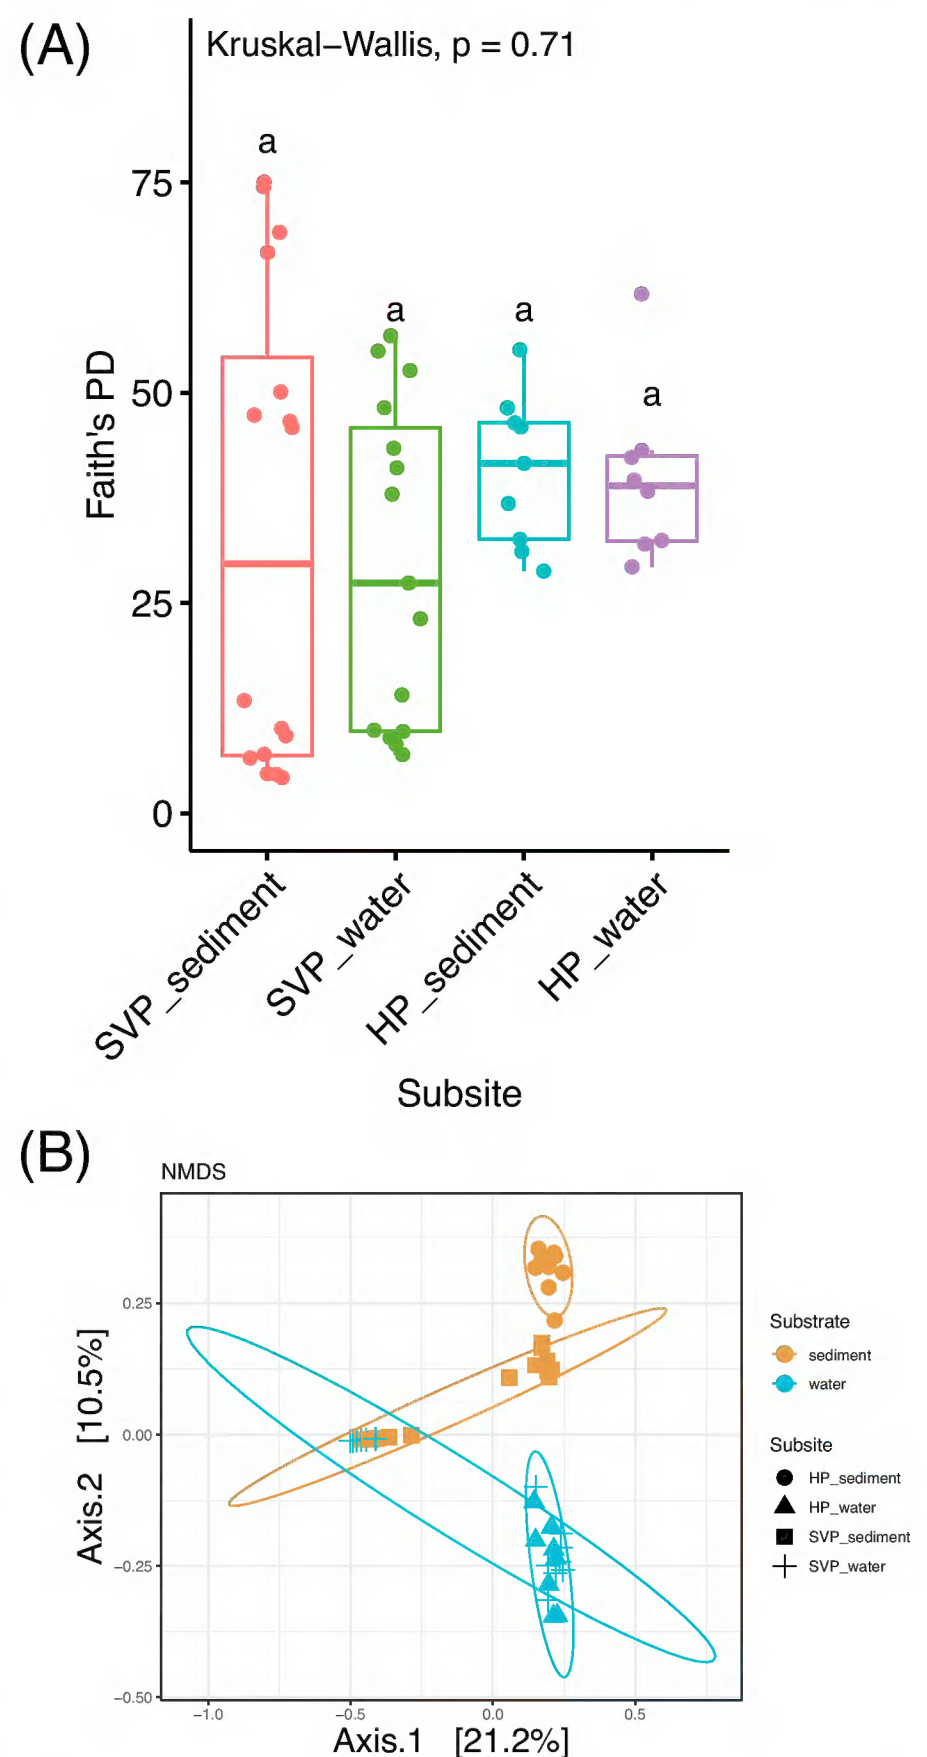 (A)
Kruskal−Wallis, p = 0.71
a
a
a
a
75
50
25
0
Faith's PD
SVP_sediment
SVP_water
HP_sediment
HP_water
Subsite
(B)
NMDS
0.25
0.00
−0.25
−0.50
Axis.2 [10.5%]
−1.0
−0.5
0.0
0.5
Axis.1 [21.2%]
Substrate
sediment
water
Subsite
HP_sediment
HP_water
SVP_sediment
SVP_water